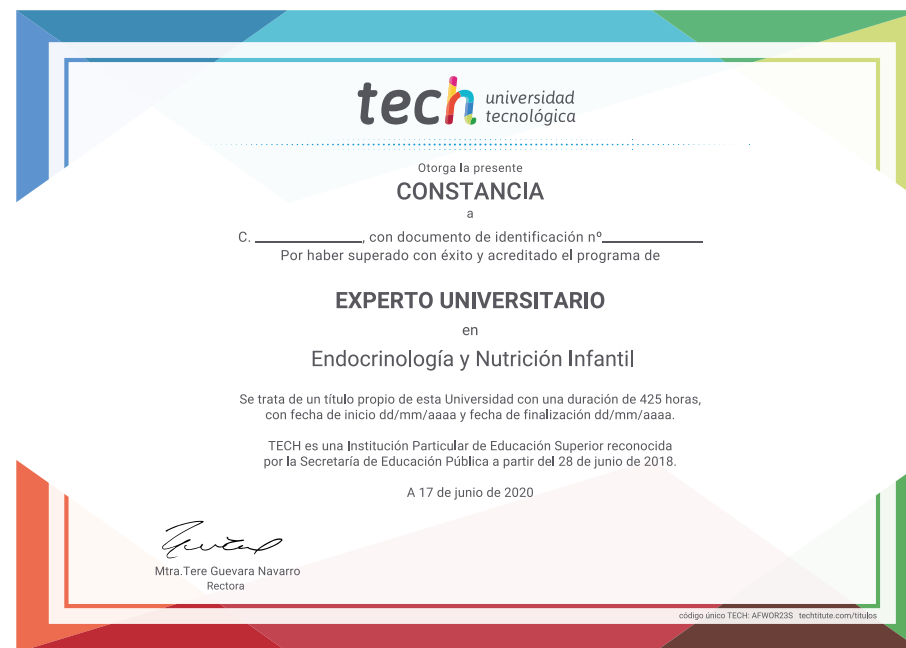 tech universidad
tecnológica
Otorga la presente
CONSTANCIA
a
C. ____________, con documento de identificación nº___________
Por haber superado con éxito y acreditado el programa de
EXPERTO UNIVERSITARIO
en
Endocrinología y Nutrición Infantil
Se trata de un título propio de esta Universidad con una duración de 425 horas,
con fecha de inicio dd/mm/aaaa y fecha de finalización dd/mm/aaaa.
TECH es una Institución Particular de Educación Superior reconocida
por la Secretaría de Educación Pública a partir del 28 de junio de 2018.
A 17 de junio de 2020
Mtra.Tere Guevara Navarro
Rectora
código único TECH: AFWOR23S techtitute.com/titulos